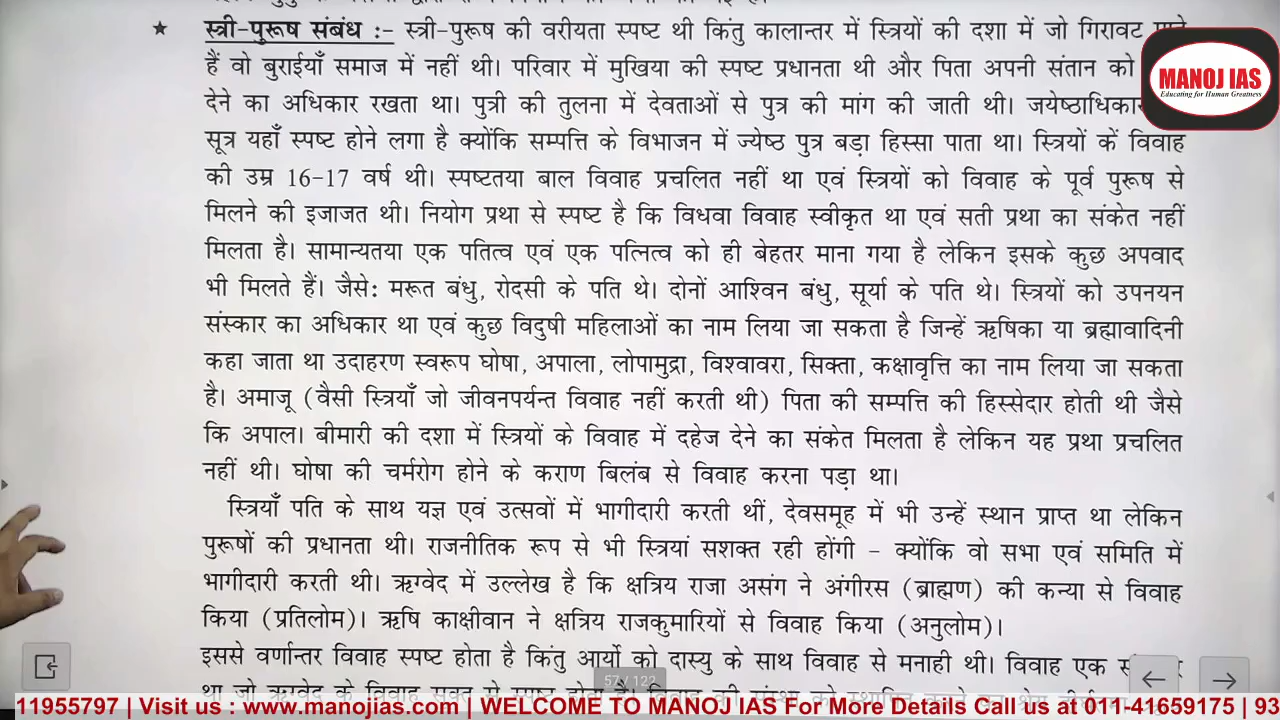 ★ स्त्री-पुरूष संबंध :- स्त्री-पुरूष की वरीयता स्पष्ट थी किंतु कालान्तर में स्त्रियों की दशा में जो गिरावट
हैं वो बुराईयाँ समाज में नहीं थी। परिवार में मुखिया की स्पष्ट प्रधानता थी और पिता अपनी संतान को
देने का अधिकार रखता था। पुत्री की तुलना में देवताओं से पुत्र की मांग की जाती थी। जयेष्ठाधिकार
सूत्र यहाँ स्पष्ट होने लगा है क्योंकि सम्पत्ति के विभाजन में ज्येष्ठ पुत्र बड़ा हिस्सा पाता था। स्त्रियों कें विवाह
की उम्र 16-17 वर्ष थी। स्पष्टतया बाल विवाह प्रचलित नहीं था एवं स्त्रियों को विवाह के पूर्व पुरूष से
मिलने की इजाजत थी। नियोग प्रथा से स्पष्ट है कि विधवा विवाह स्वीकृत था एवं सती प्रथा का संकेत नहीं
मिलता है। सामान्यतया एक पतित्व एवं एक पत्नित्व को ही बेहतर माना गया है लेकिन इसके कुछ अपवाद
भी मिलते हैं। जैसे: मरूत बंधु, रोदसी के पति थे। दोनों आश्विन बंधु, सूर्या के पति थे। स्त्रियों को उपनयन
संस्कार का अधिकार था एवं कुछ विदुषी महिलाओं का नाम लिया जा सकता है जिन्हें ऋषिका या ब्रह्मावादिनी
कहा जाता था उदाहरण स्वरूप घोषा, अपाला, लोपामुद्रा, विश्वावरा, सिक्ता, कक्षावृत्ति का नाम लिया जा सकता
है। अमाजू (वैसी स्त्रियाँ जो जीवनपर्यन्त विवाह नहीं करती थी) पिता की सम्पत्ति की हिस्सेदार होती थी जैसे
कि अपाल। बीमारी की दशा में स्त्रियों के विवाह में दहेज देने का संकेत मिलता है लेकिन यह प्रथा प्रचलित
नहीं थी। घोषा की चर्मरोग होने के कराण बिलंब से विवाह करना पड़ा था।
स्त्रियाँ पति के साथ यज्ञ एवं उत्सवों में भागीदारी करती थीं, देवसमूह में भी उन्हें स्थान प्राप्त था लेकिन
पुरूषों की प्रधानता थी। राजनीतिक रूप से भी स्त्रियां सशक्त रही होंगी - क्योंकि वो सभा एवं समिति में
भागीदारी करती थी। ऋग्वेद में उल्लेख है कि क्षत्रिय राजा असंग ने अंगीरस (ब्राह्मण) की कन्या से विवाह
किया (प्रतिलोम)। ऋषि काक्षीवान ने क्षत्रिय राजकुमारियों से विवाह किया (अनुलोम)।
इससे वर्णान्तर विवाह स्पष्ट होता है किंतु आर्यो को दास्यु के साथ विवाह से मनाही थी। विवाह एक
था जो ऋग्वेद के विवाह सूक्त से स्पष्ट होता है। विवाह की संस्था को स्थापित करने
57 / 122
MANOJ IAS
Educating for Human Greatness
11955797 | Visit us : www.manojias.com | WELCOME TO MANOJ IAS For More Details Call us at 011-41659175 | 93